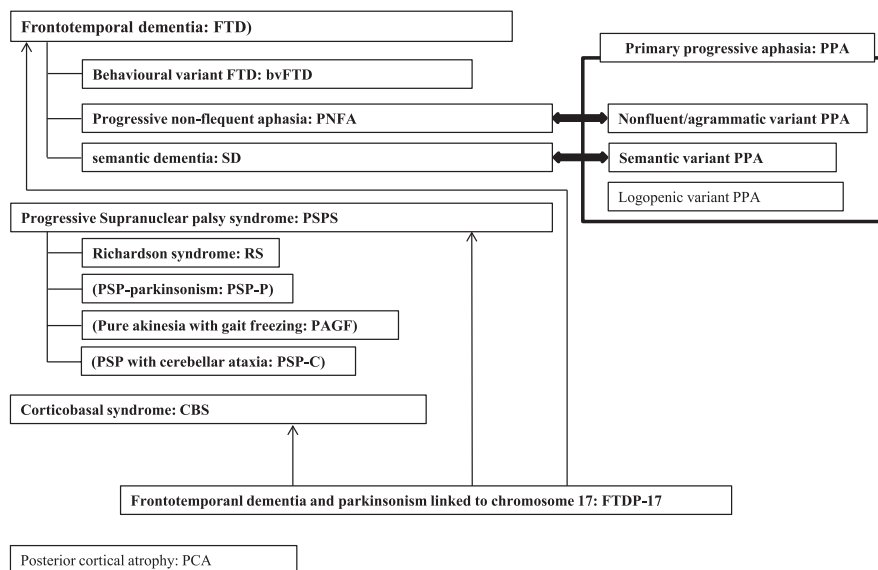 Frontotemporal dementia: FTD)
Primary progressive aphasia: PPA
Behavioural variant FTD: bvFTD
Progressive non-flequent aphasia: PNFA
Nonfluent/agrammatic variant PPA
semantic dementia: SD
Semantic variant PPA
Logopenic variant PPA
Progressive Supranuclear palsy syndrome: PSPS
Richardson syndrome: RS
(PSP-parkinsonism: PSP-P)
(Pure akinesia with gait freezing: PAGF)
(PSP with cerebellar ataxia: PSP-C)
Corticobasal syndrome: CBS
Frontotemporanl dementia and parkinsonism linked to chromosome 17: FTDP-17
Posterior cortical atrophy: PCA